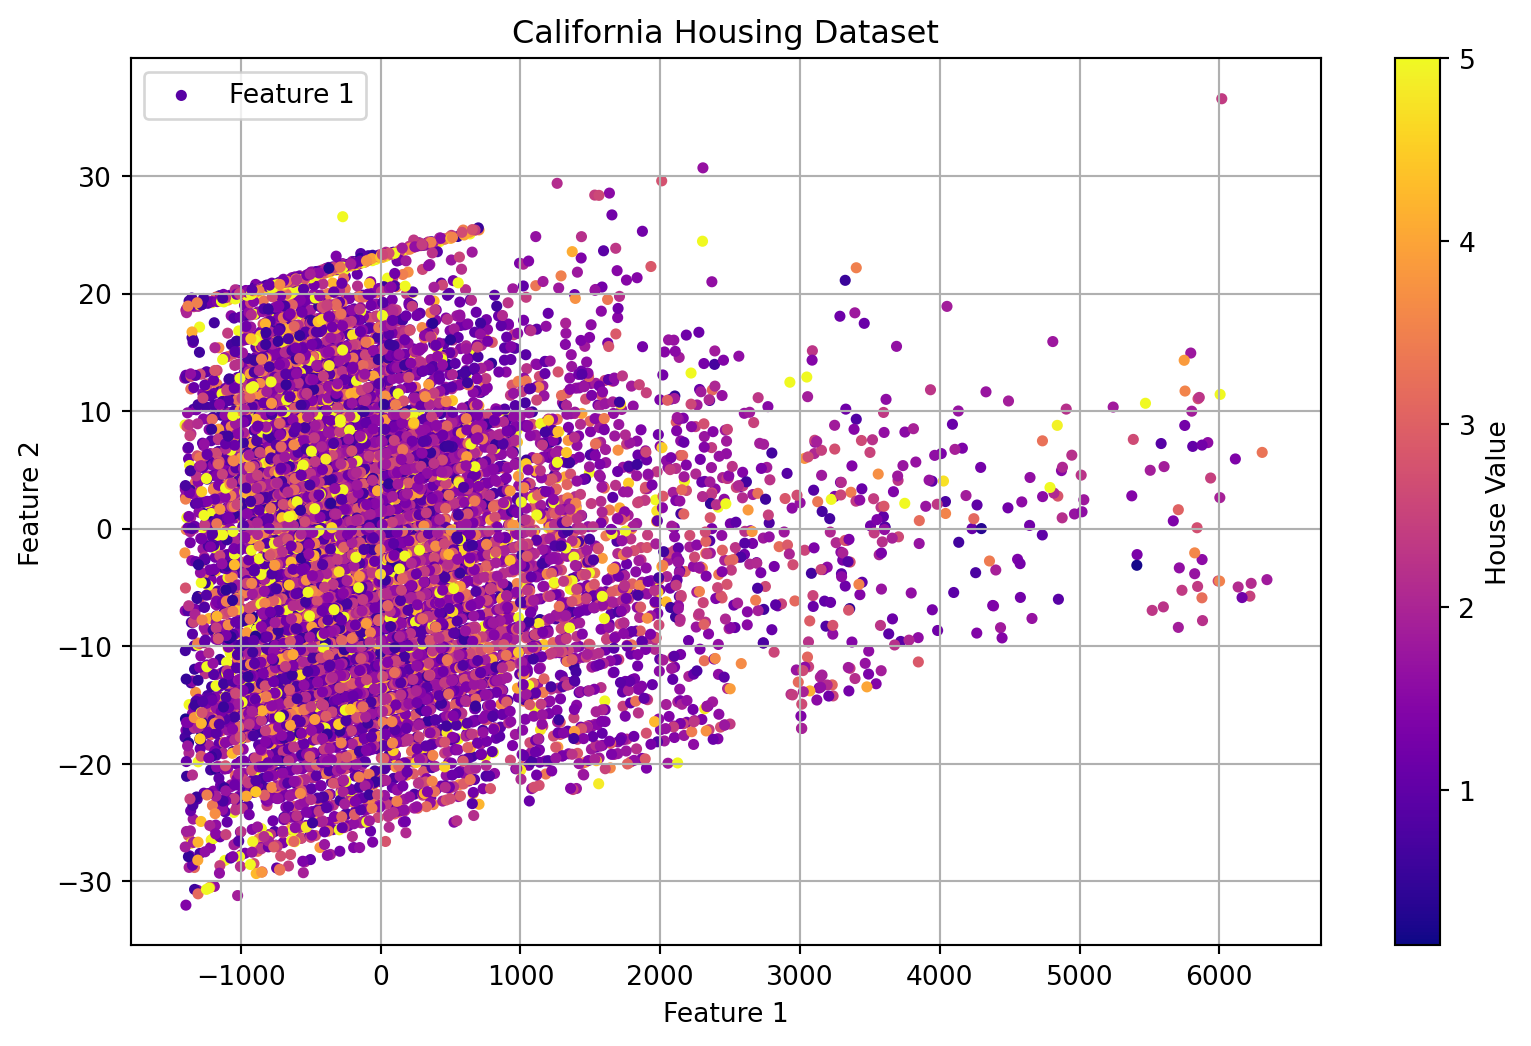 California Housing Dataset
Feature 1
30
20
10
0
−10
−20
−30
Feature 2
−1000 0 1000 2000 3000 4000 5000 6000
Feature 1
5
4
3
2
1
House Value